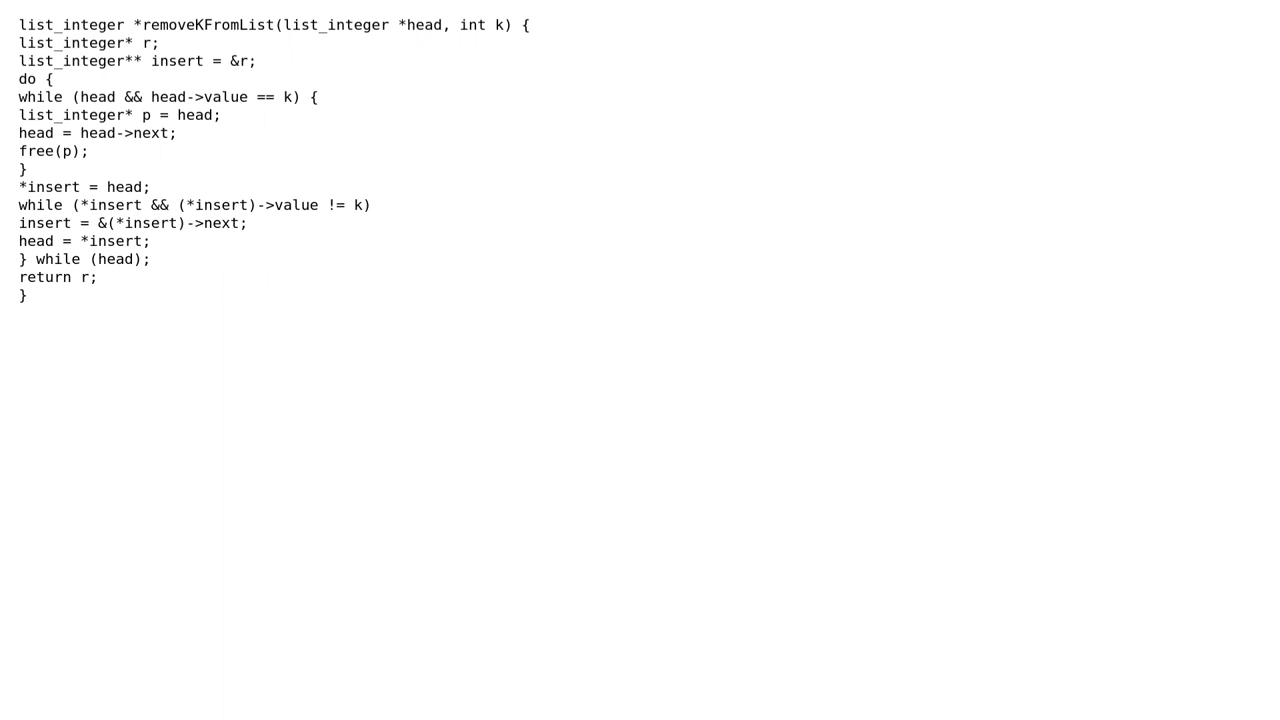 list_integer *removeKFromList(list_integer *head, int k) {
list_integer* r;
list_integer** insert = &r;
do {
while (head && head->value == k) {
list_integer* p = head;
head = head->next;
free(p);
}
*insert = head;
while (*insert && (*insert)->value != k)
insert = &(*insert)->next;
head = *insert;
} while (head);
return r;
}